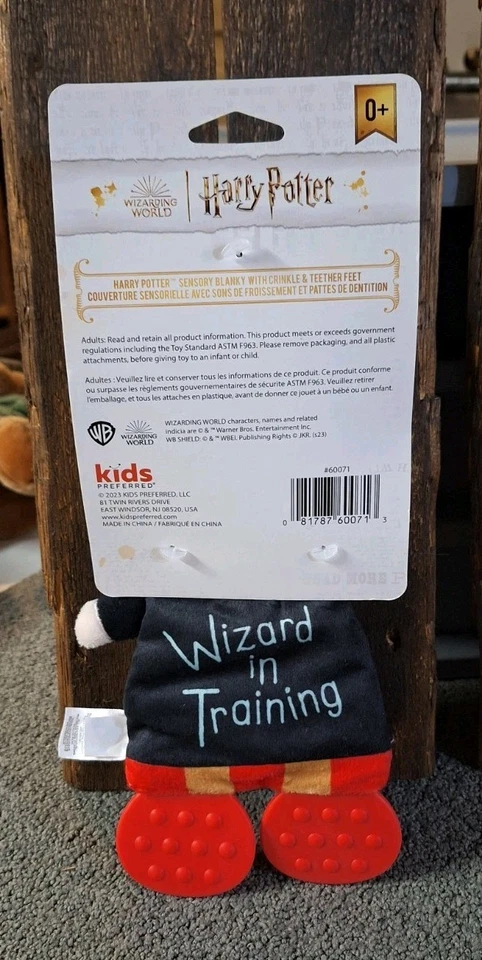 0+
WIZARDING
WORLD
Harry Potter
HARRY POTTER™ SENSORY BLANKY WITH CRINKLE & TEETHER FEET
COUVERTURE SENSORIELLE AVEC SONS DE FROISSEMENT ET PATTES DE DENTITION
Adults: Read and retain all product information. This product meets or exceeds government
regulations including the Toy Standard ASTM F963. Please remove packaging, and all plastic
attachments, before giving toy to an infant or child.
Adultes : Veuillez lire et conserver tous les informations de ce produit. Ce produit conforme
ou surpasse les règlements gouvernementaires de sécurité ASTM F963. Veuillez retirer
l'emballage, et tous les attaches en plastique, avant de donner ce jouet à un bébé ou un enfant.
WB
WIZARDING
WORLD
WIZARDING WORLD characters, names and related
indicia are © & ™ Warner Bros. Entertainment Inc.
WB SHIELD: © & ™ WBEI. Publishing Rights © JKR. (s23)
kids
PREFERRED®
© 2023 KIDS PREFERRED, LLC
81 TWIN RIVERS DRIVE
EAST WINDSOR, NJ 08520, USA
www.kidspreferred.com
MADE IN CHINA / FABRIQUÉ EN CHINA
#60071
0 81787 60071 3
Wizard
in
Training